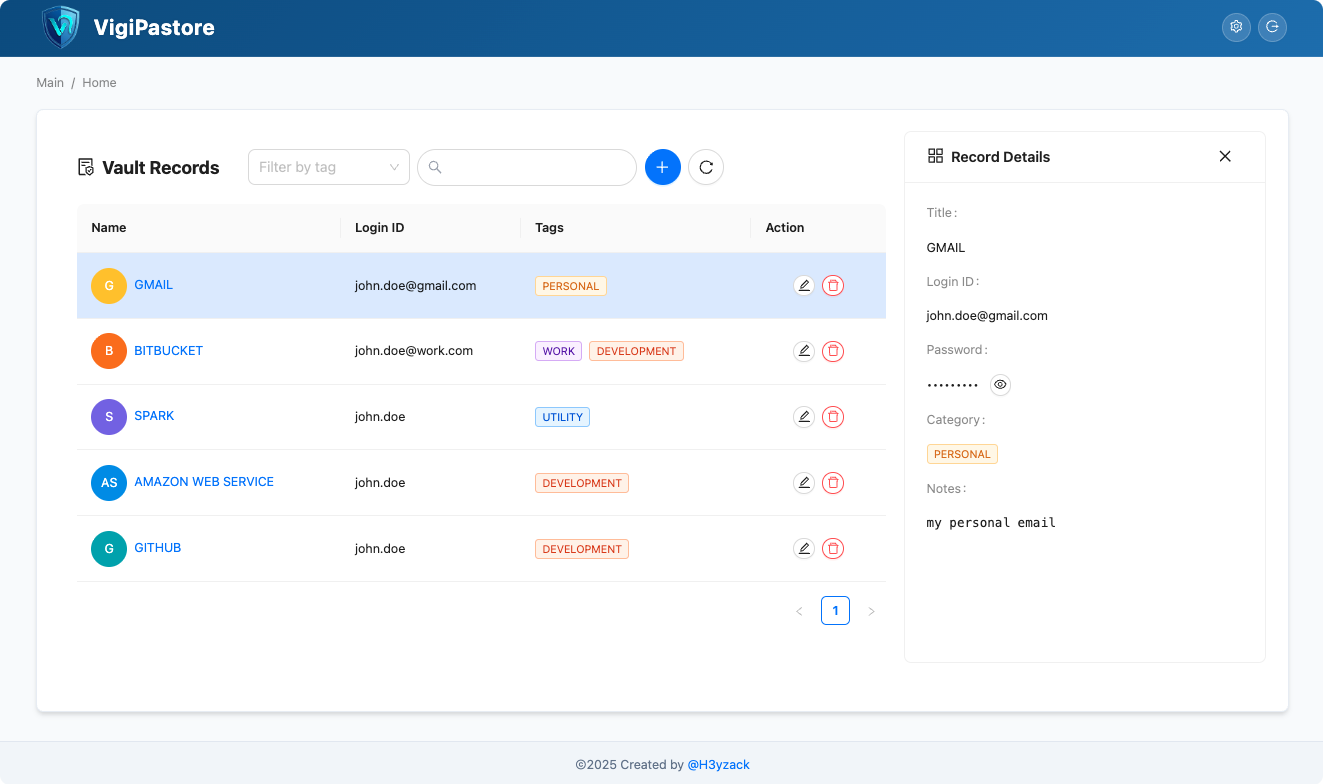 VigiPastore
Main / Home
Vault Records
Filter by tag
Name Login ID Tags Action
G GMAIL john.doe@gmail.com PERSONAL
B BITBUCKET john.doe@work.com WORK DEVELOPMENT
S SPARK john.doe UTILITY
AS AMAZON WEB SERVICE john.doe DEVELOPMENT
G GITHUB john.doe DEVELOPMENT
< 1 >
Record Details
Title:
GMAIL
Login ID:
john.doe@gmail.com
Password:
•••••••••
Category:
PERSONAL
Notes:
my personal email
©2025 Created by @H3yzack